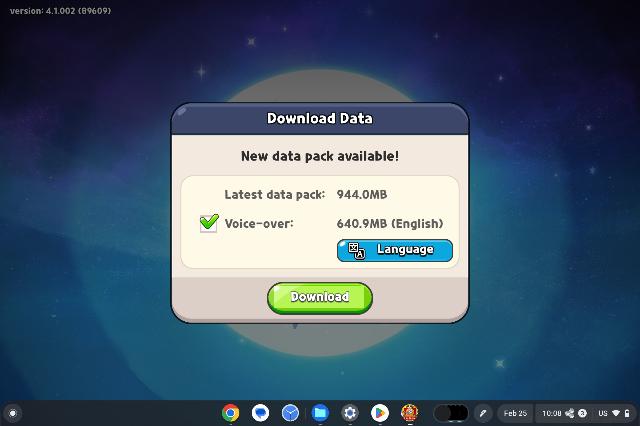 version: 4.1.002 (89609)
Download Data
New data pack available!
Latest data pack: 944.0MB
Voice-over: 640.9MB (English)
Language
Download
Feb 25 10:08 US